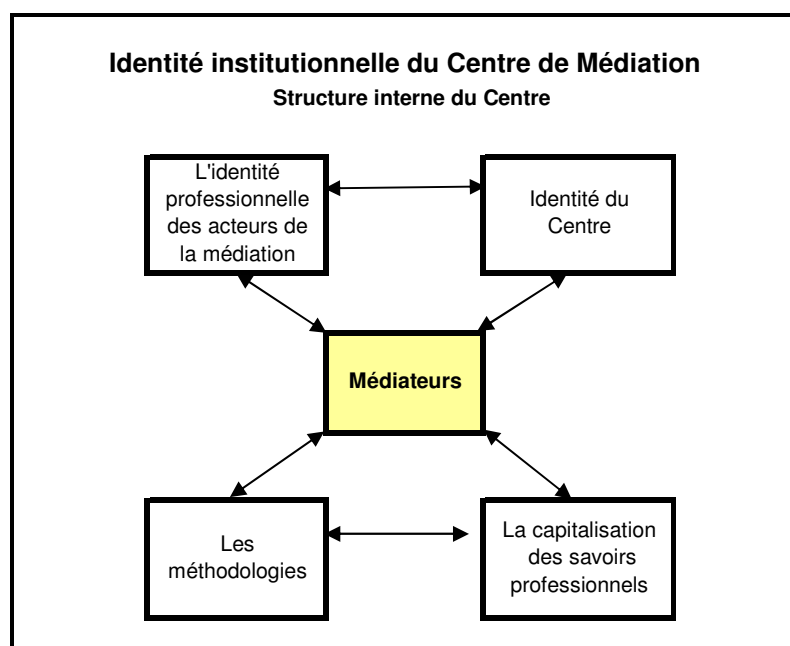 Identité institutionnelle du Centre de Médiation
Structure interne du Centre
L'identité
professionnelle
des acteurs de
la médiation
Identité du
Centre
Médiateurs
Les
méthodologies
La capitalisation
des savoirs
professionnels